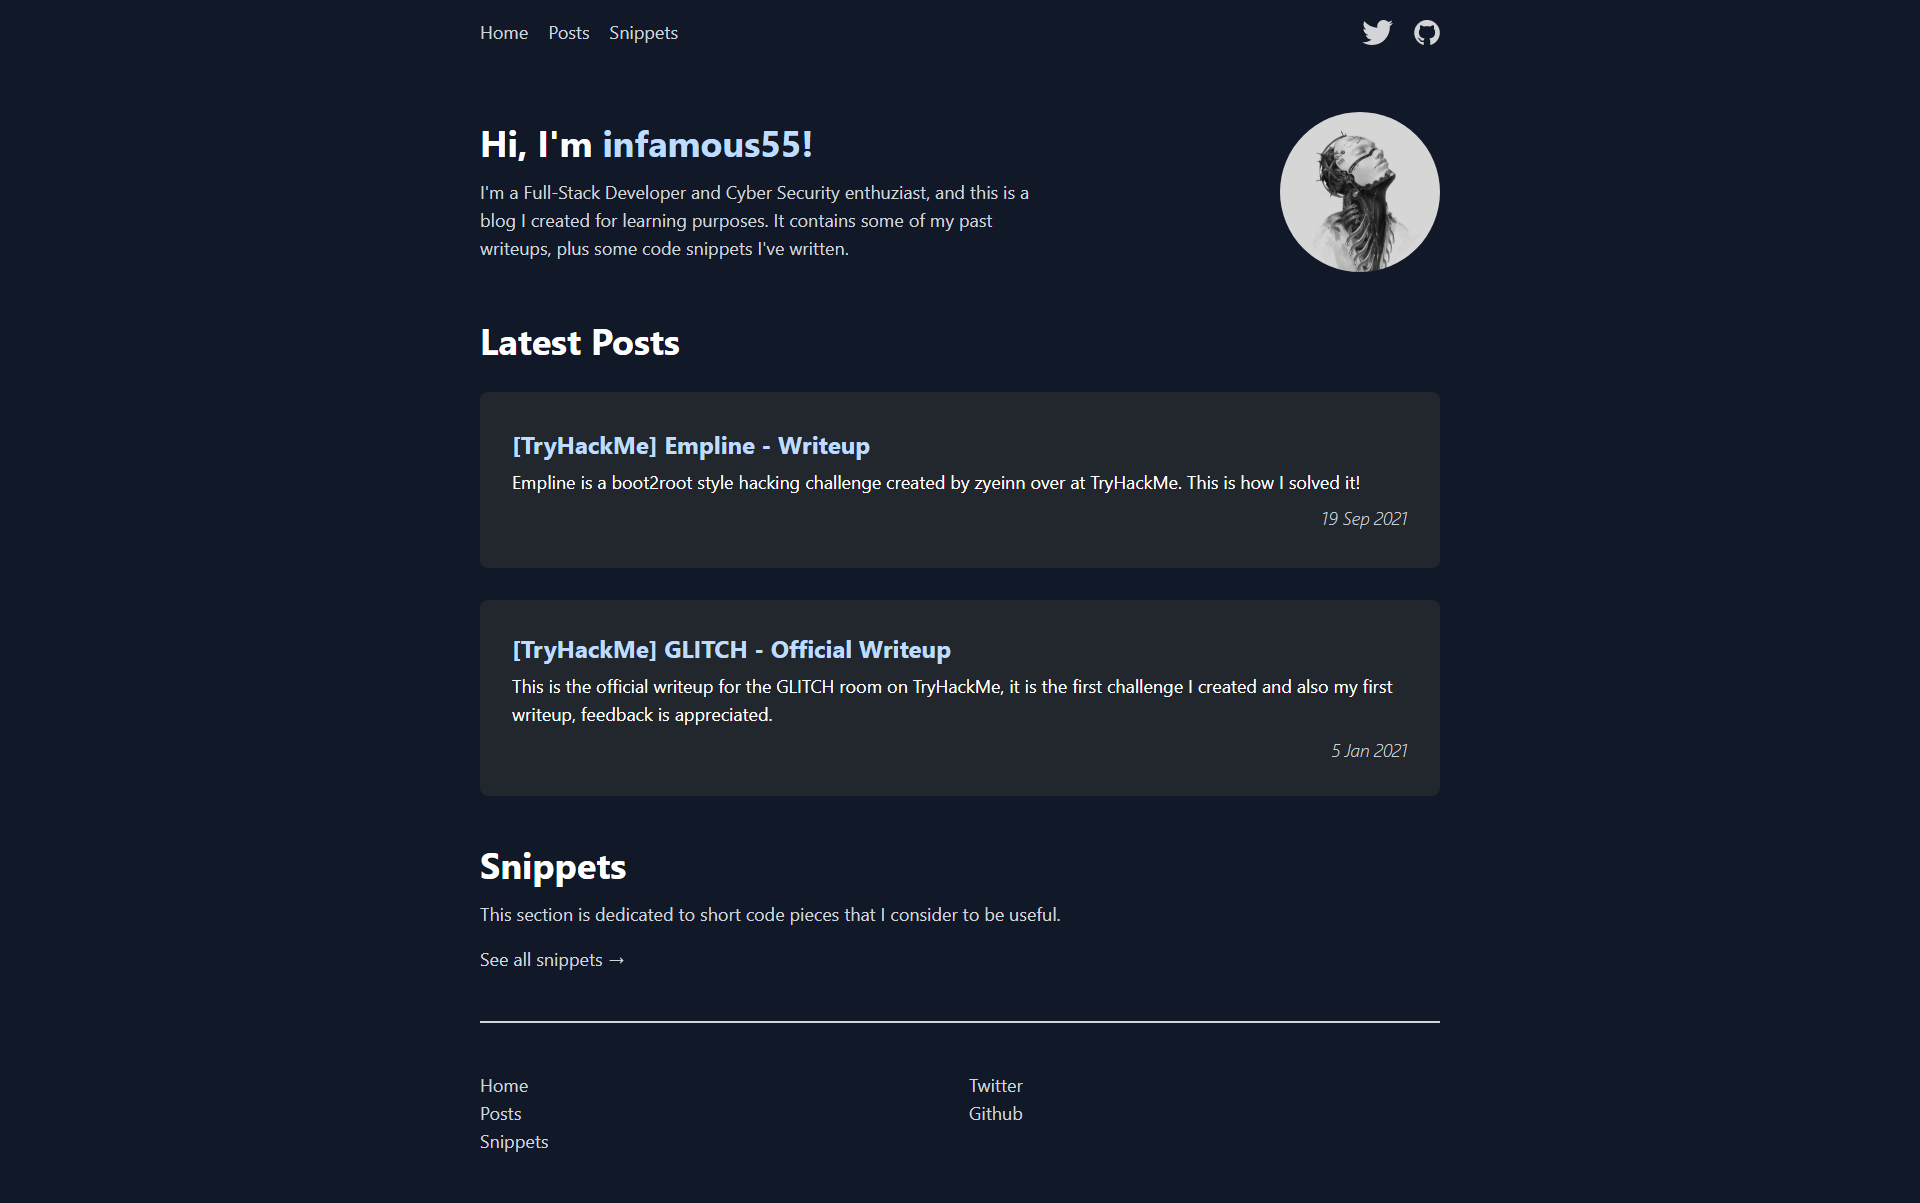 Home Posts Snippets
Hi, I'm infamous55!
I'm a Full-Stack Developer and Cyber Security enthuziast, and this is a
blog I created for learning purposes. It contains some of my past
writeups, plus some code snippets I've written.
Latest Posts
[TryHackMe] Empline - Writeup
Empline is a boot2root style hacking challenge created by zyeinn over at TryHackMe. This is how I solved it!
19 Sep 2021
[TryHackMe] GLITCH - Official Writeup
This is the official writeup for the GLITCH room on TryHackMe, it is the first challenge I created and also my first
writeup, feedback is appreciated.
5 Jan 2021
Snippets
This section is dedicated to short code pieces that I consider to be useful.
See all snippets →
Home
Posts
Snippets
Twitter
Github